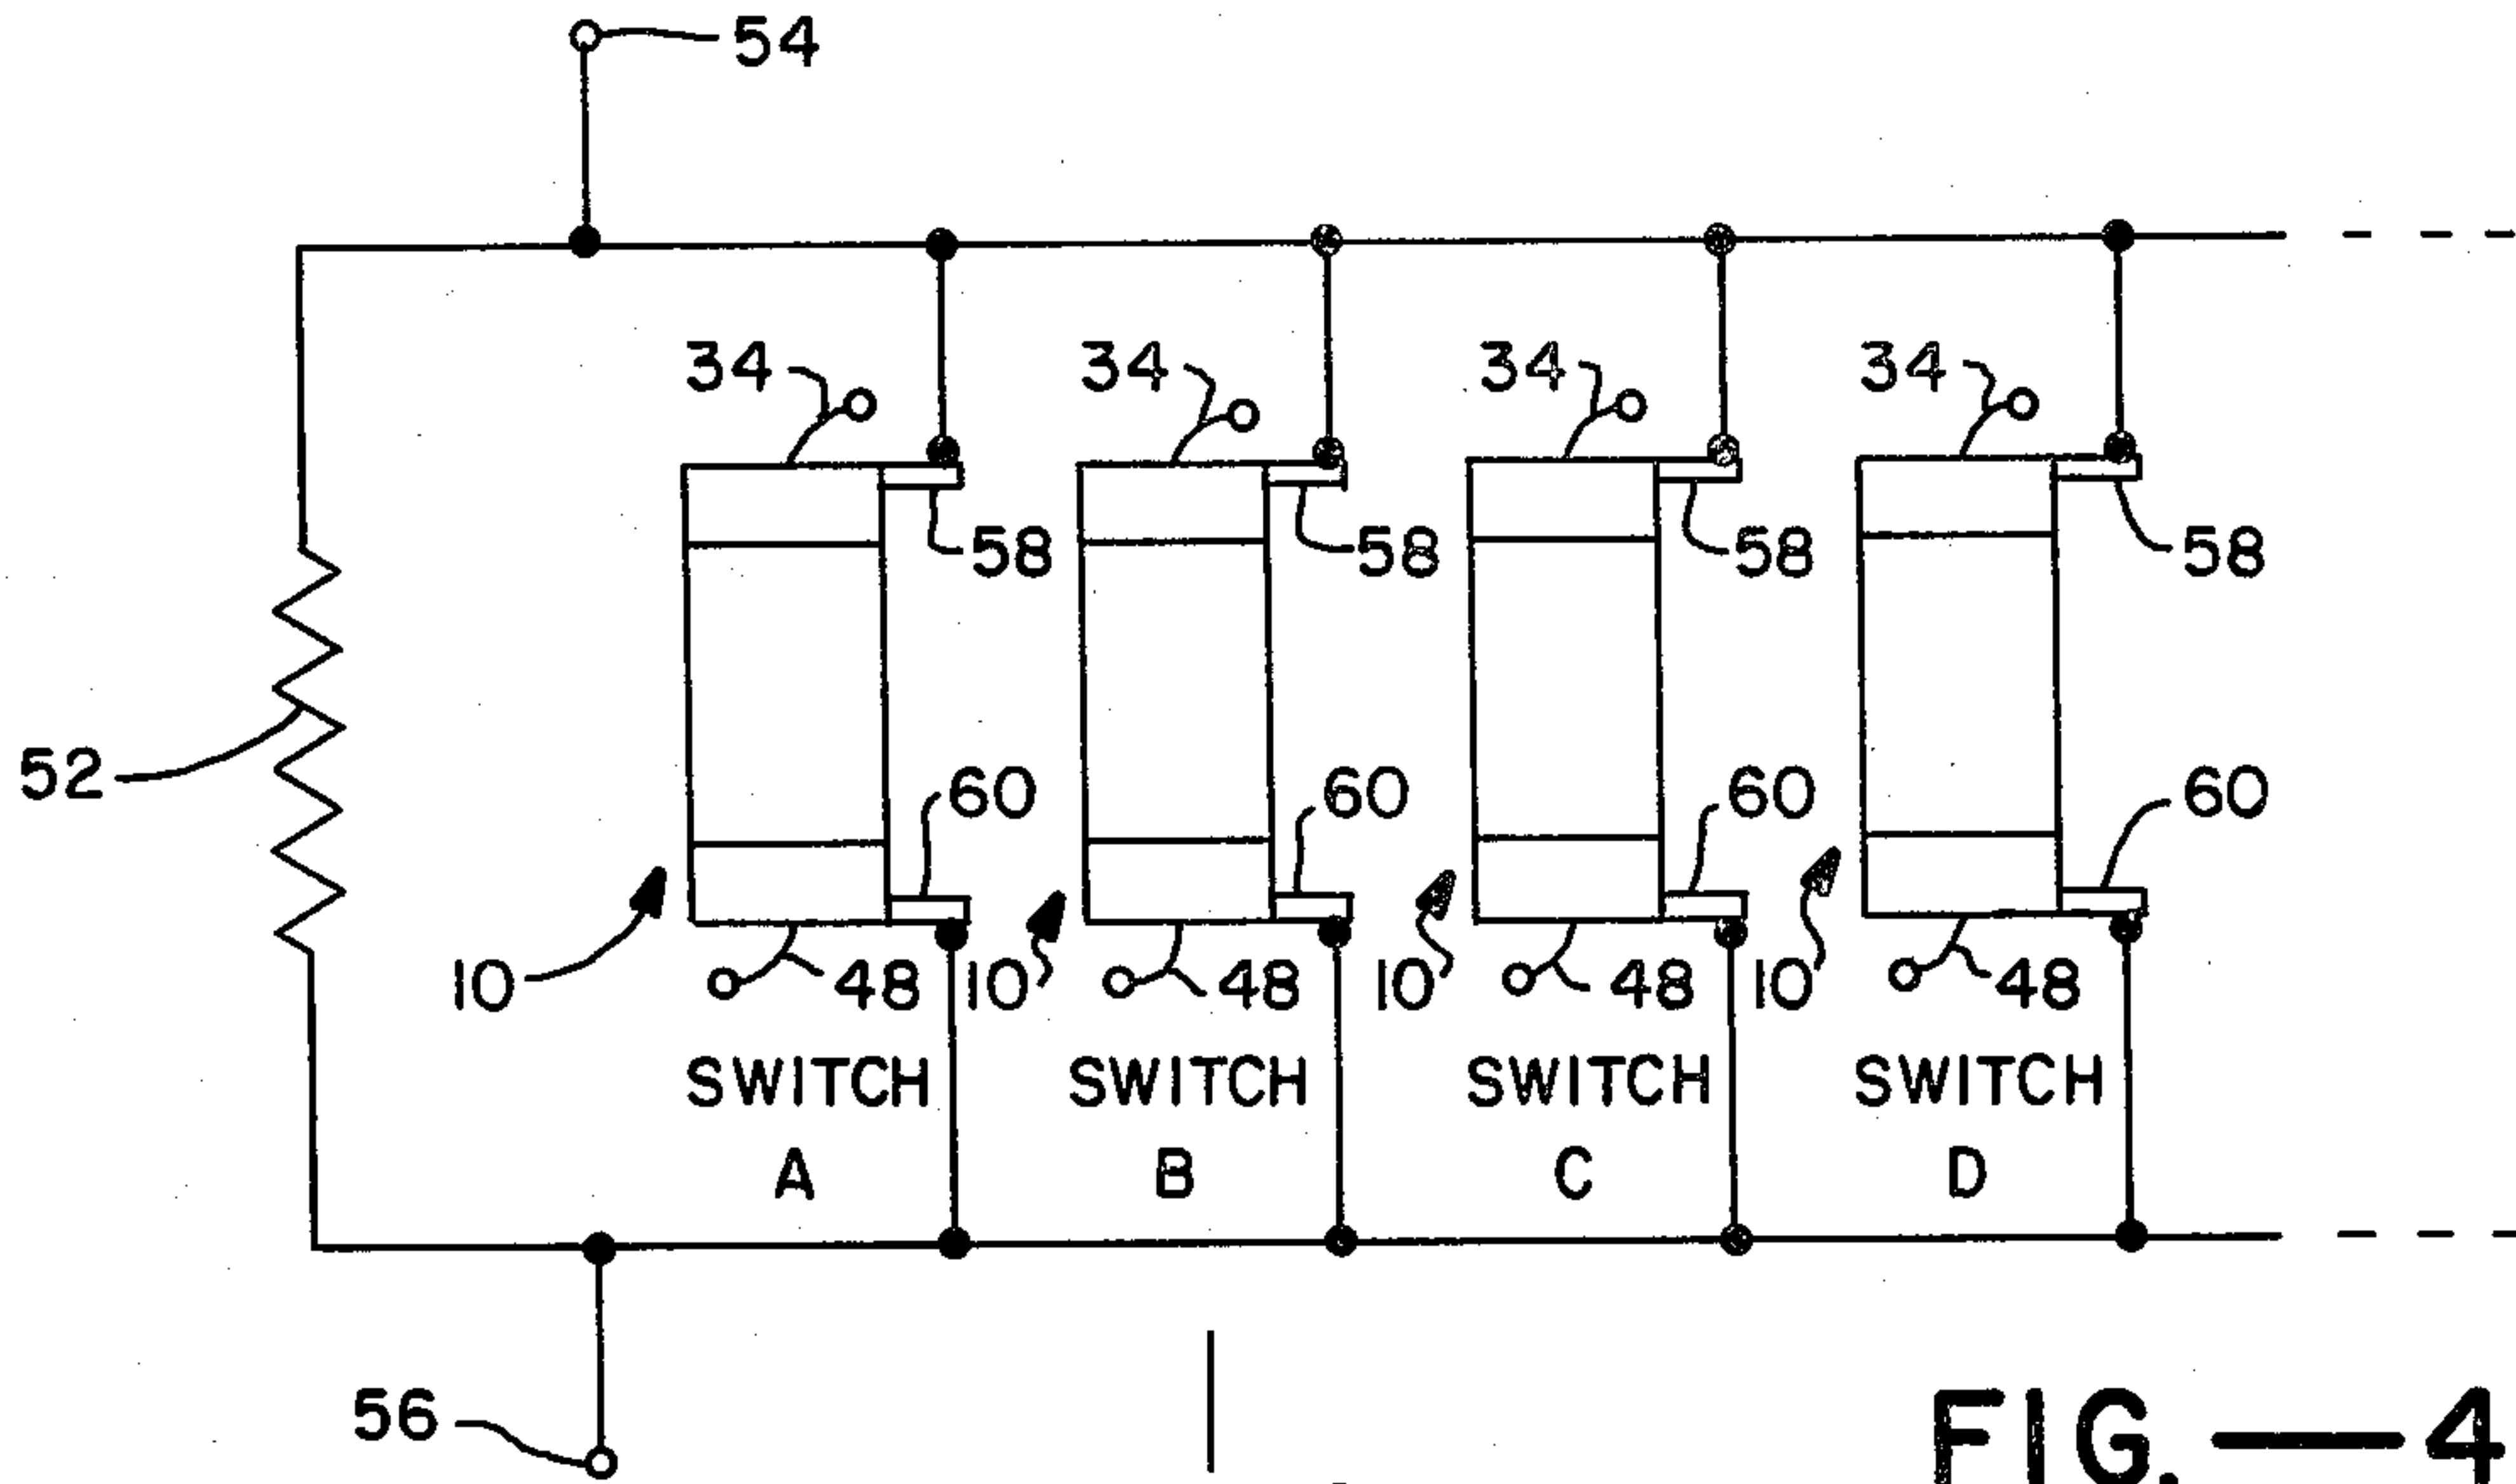 54
34 34 34 34
58 58 58 58
52
60 60 60 60
10 48 10 48 10 48 10 48
SWITCH SWITCH SWITCH SWITCH
A B C D
56
FIG.—4